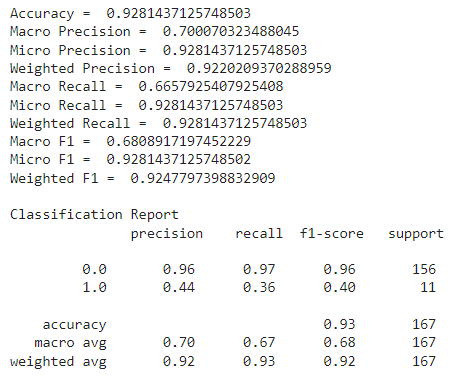 Accuracy =  0.9281437125748503
Macro Precision =  0.700070323488045
Micro Precision =  0.9281437125748503
Weighted Precision =  0.9220209370288959
Macro Recall =  0.6657925407925408
Micro Recall =  0.9281437125748503
Weighted Recall =  0.9281437125748503
Macro F1 =  0.6808917197452229
Micro F1 =  0.9281437125748502
Weighted F1 =  0.9247797398832909

Classification Report
              precision    recall  f1-score   support

         0.0       0.96      0.97      0.96       156
         1.0       0.44      0.36      0.40        11

    accuracy                           0.93       167
   macro avg       0.70      0.67      0.68       167
weighted avg       0.92      0.93      0.92       167